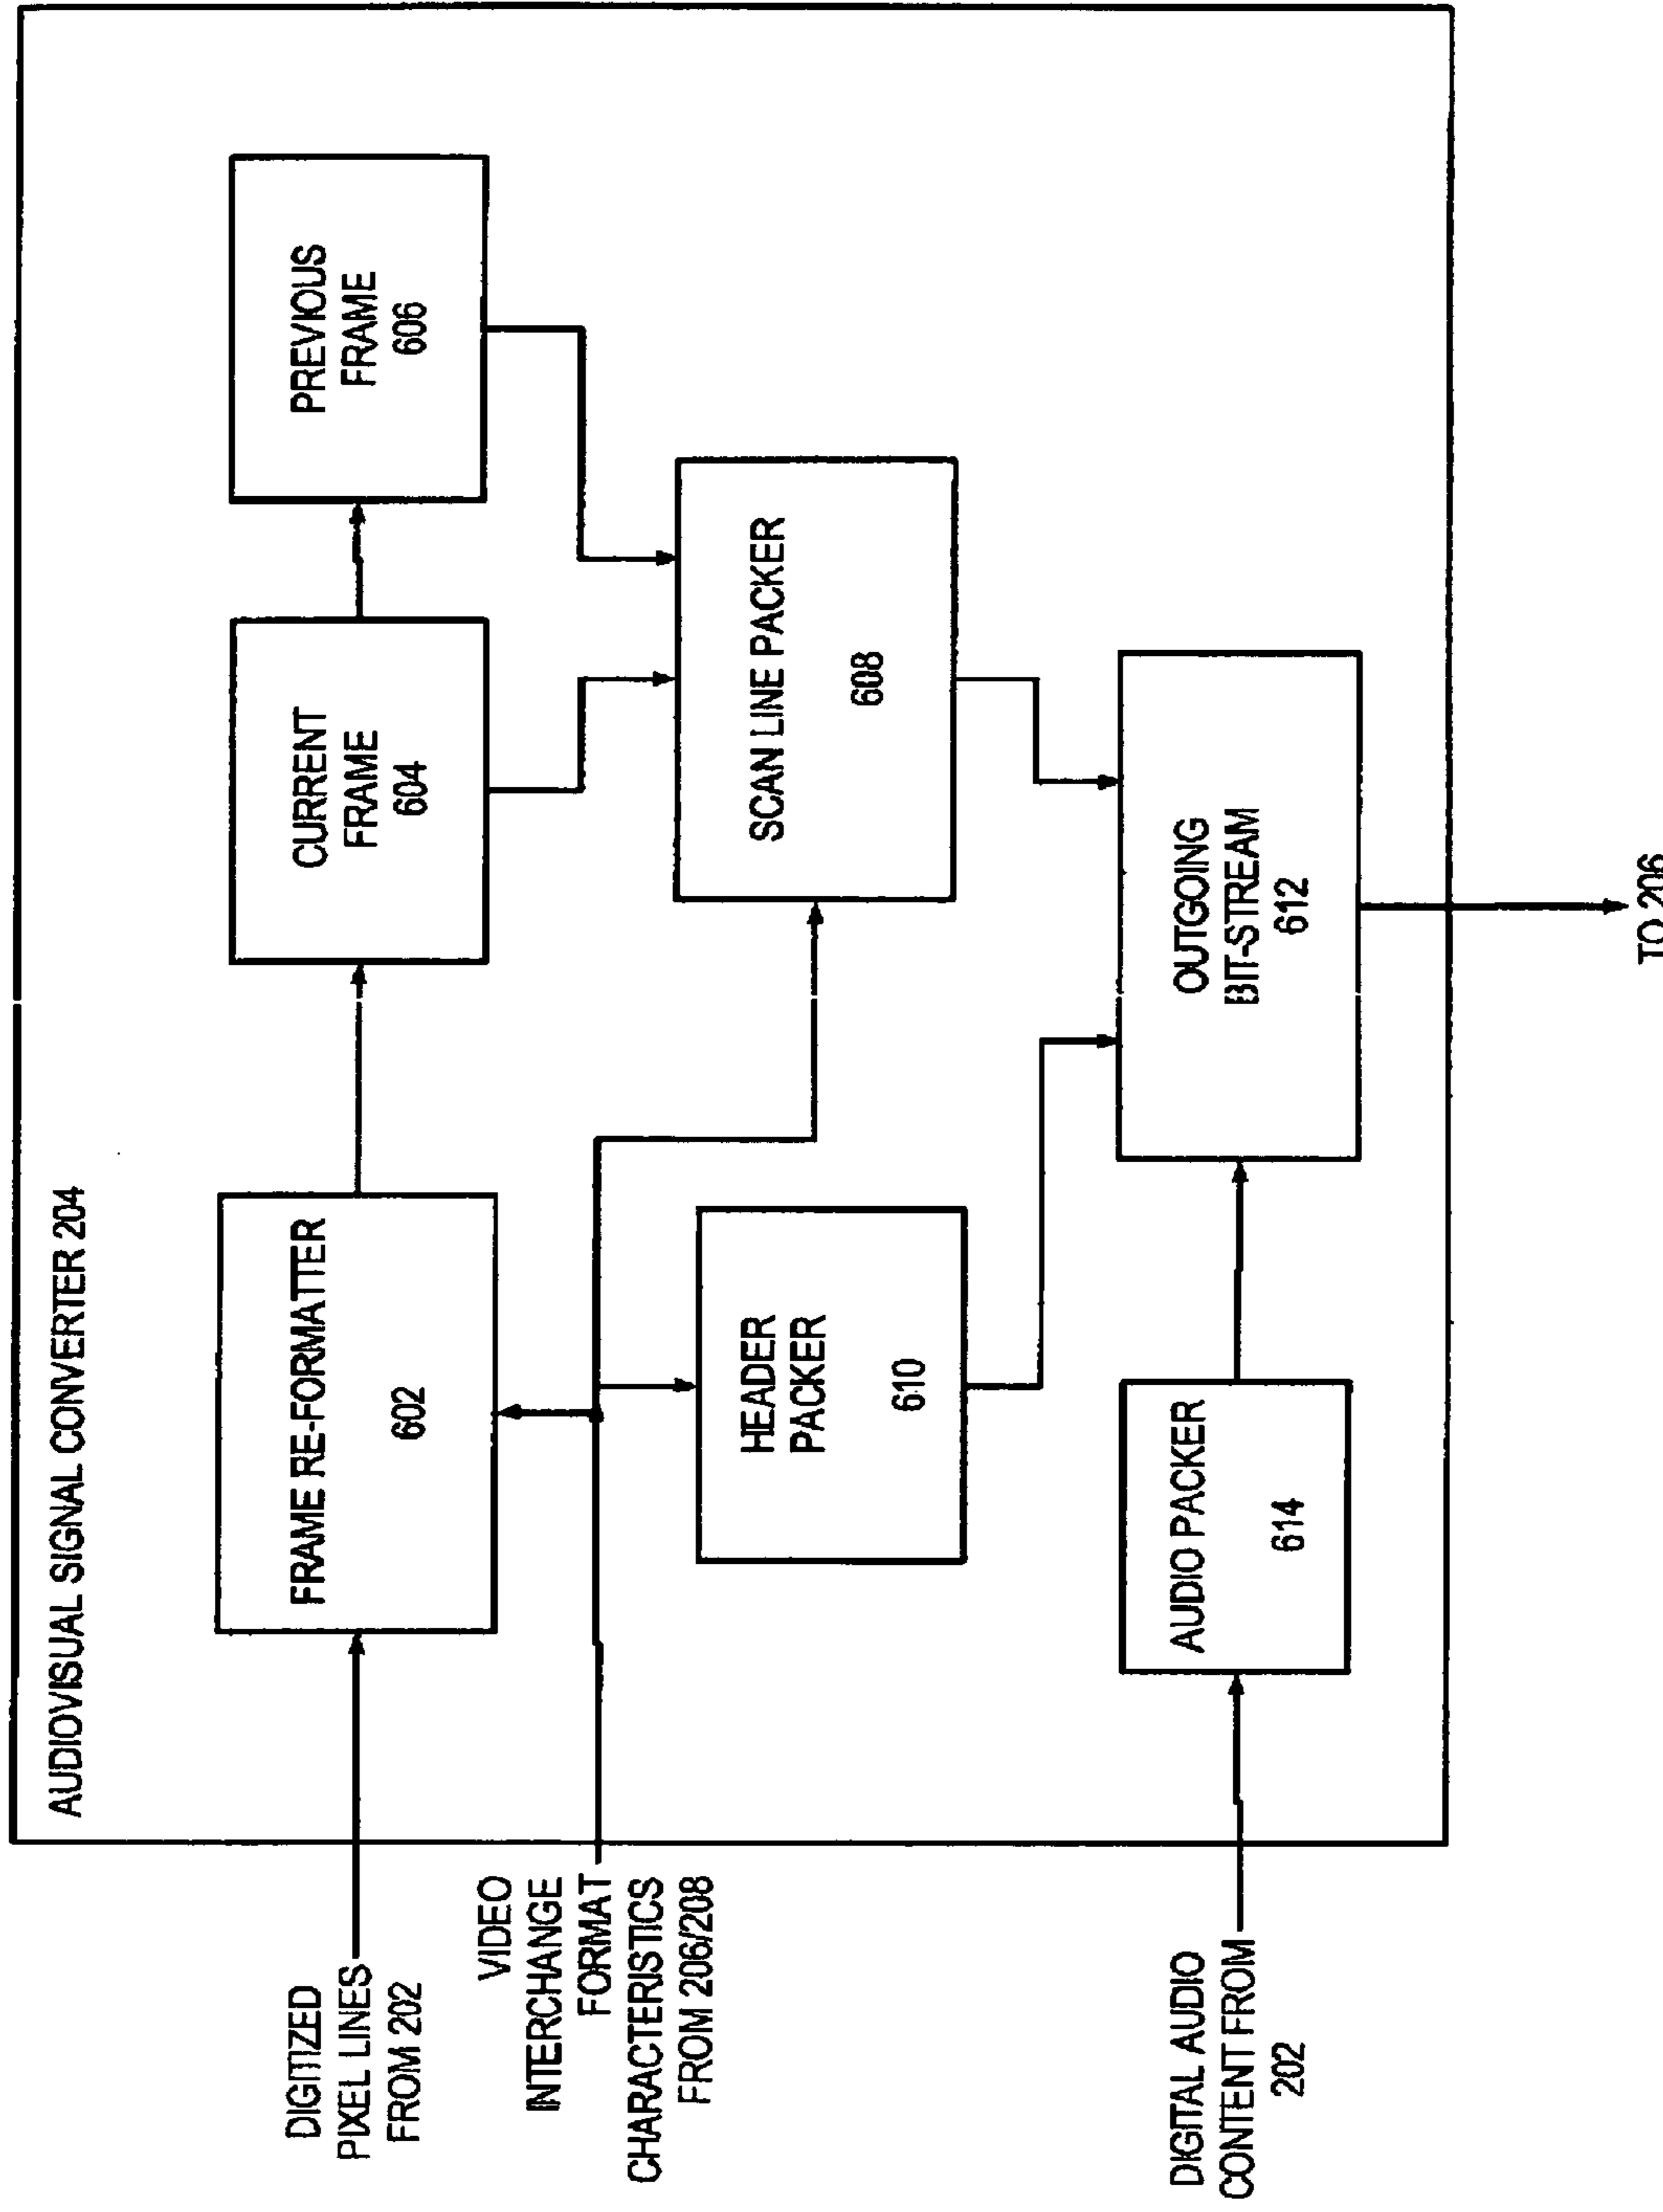 AUDIOVISUAL SIGNAL CONVERTER 204
DIGITIZED
PIXEL LINES
FROM 202
FRAME RE-FORMATTER
602
CURRENT
FRAME
604
PREVIOUS
FRAME
606
VIDEO
INTERCHANGE
FORMAT
CHARACTERISTICS
FROM 206/208
HEADER
PACKER
610
SCAN LINE PACKER
608
DIGITAL AUDIO
CONTENT FROM
202
AUDIO PACKER
614
OUTGOING
BIT-STREAM
612
TO 206